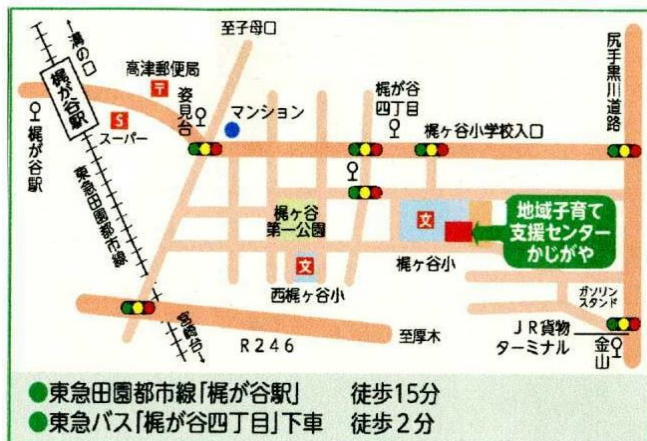 至子母口
溝の口
梶が谷駅
高津郵便局
〒
S
スーパー
姿見台
マンション
梶が谷
四丁目
梶ヶ谷小学校入口
尻手黒川道路
梶が谷駅
東急田園都市線
梶ヶ谷
第一公園
文
西梶ヶ谷小
文
梶ヶ谷小
地域子育て
支援センター
かじがや
ガソリン
スタンド
JR貨物
ターミナル
金山
宮崎台
R246
至厚木
●東急田園都市線「梶が谷駅」 徒歩15分
●東急バス「梶が谷四丁目」下車 徒歩2分